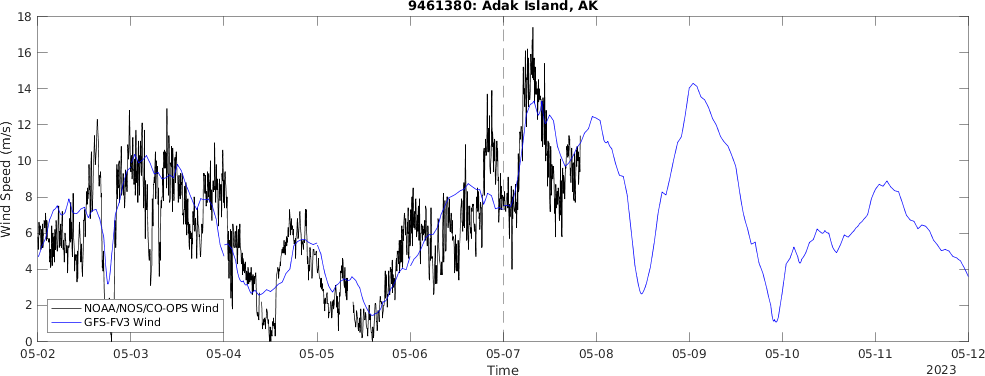 9461380: Adak Island, AK
Wind Speed (m/s)
18
16
14
12
10
8
6
4
2
0
NOAA/NOS/CO-OPS Wind
GFS-FV3 Wind
05-02 05-03 05-04 05-05 05-06 05-07 05-08 05-09 05-10 05-11 05-12
Time
2023